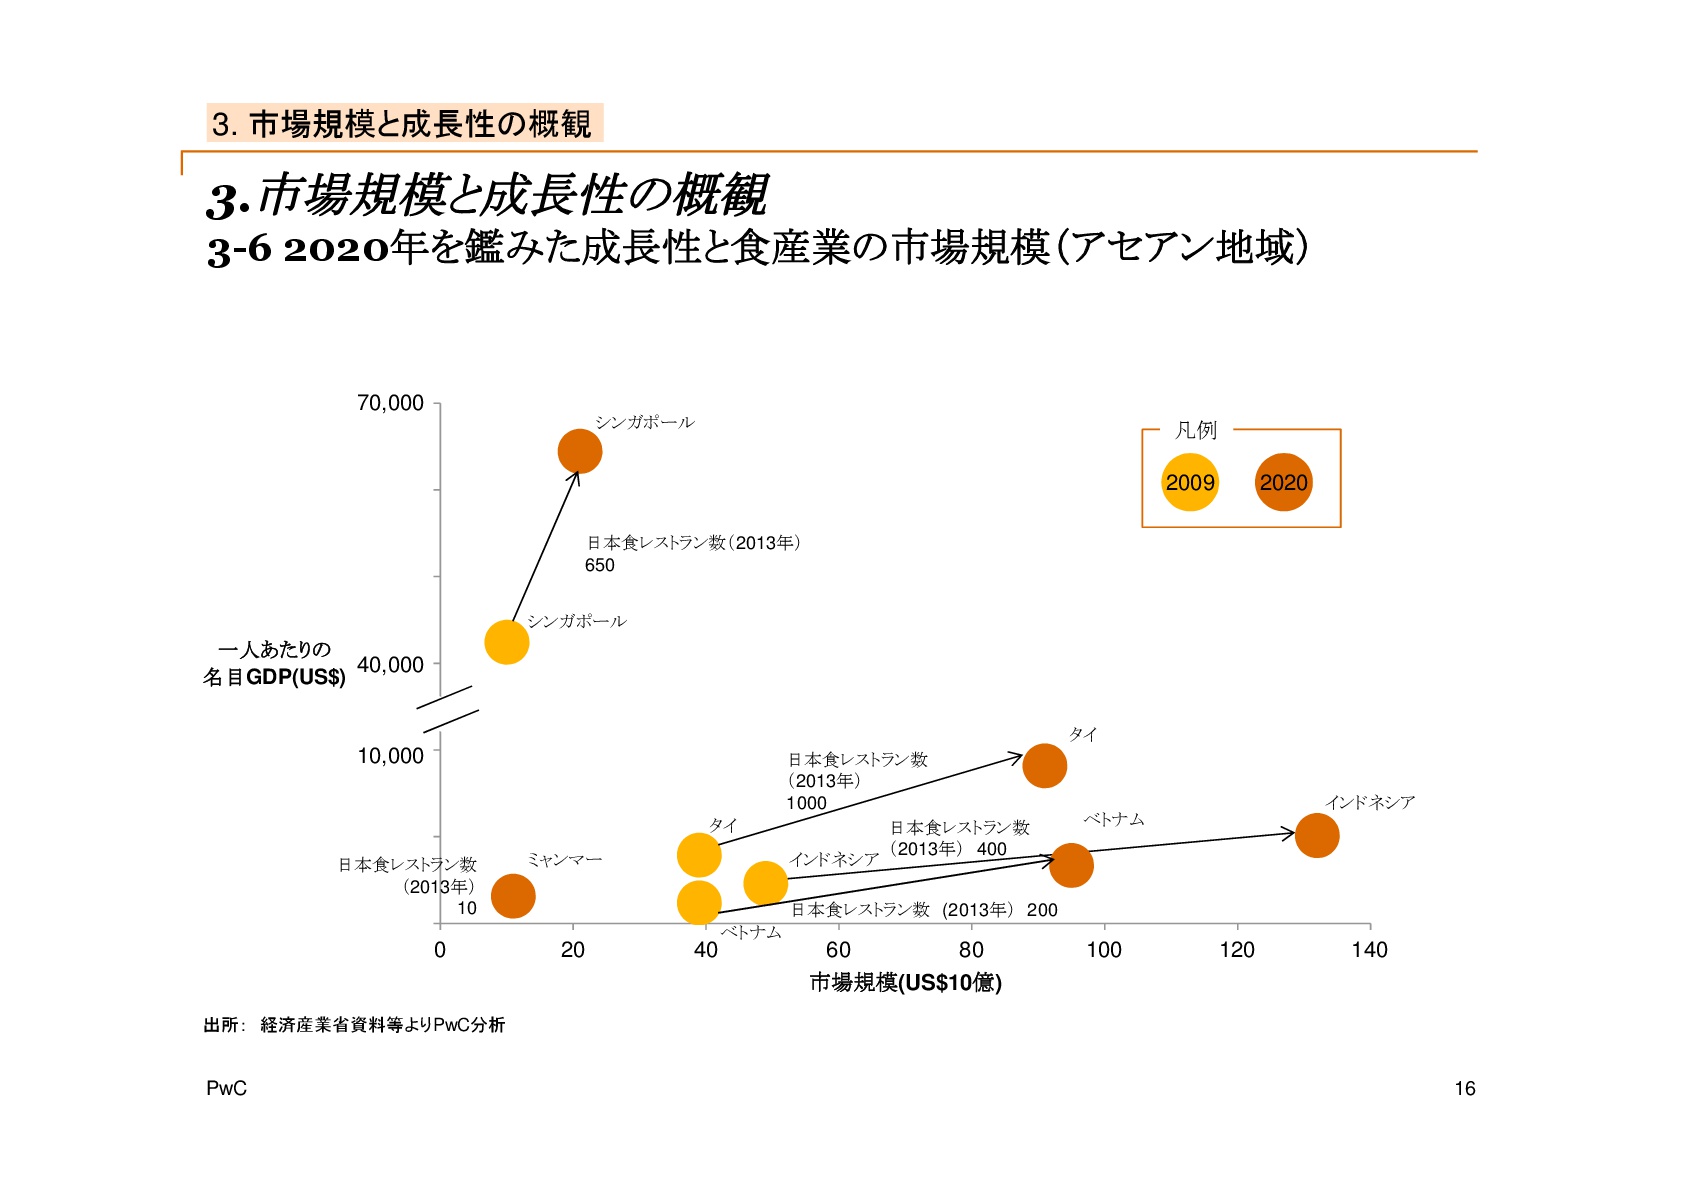 3. 市場規模と成長性の概観
3.市場規模と成長性の概観
3-6 2020年を鑑みた成長性と食産業の市場規模（アセアン地域）
70,000
シンガポール
凡例
2009
2020
日本食レストラン数（2013年）
650
シンガポール
一人あたりの
名目GDP(US$)
40,000
10,000
タイ
日本食レストラン数
（2013年）
1000
インドネシア
タイ
ベトナム
日本食レストラン数
（2013年） 400
インドネシア
ミャンマー
日本食レストラン数
（2013年）
10
日本食レストラン数 (2013年） 200
ベトナム
0
20
40
60
80
100
120
140
市場規模(US$10億)
出所： 経済産業省資料等よりPwC分析
PwC
16